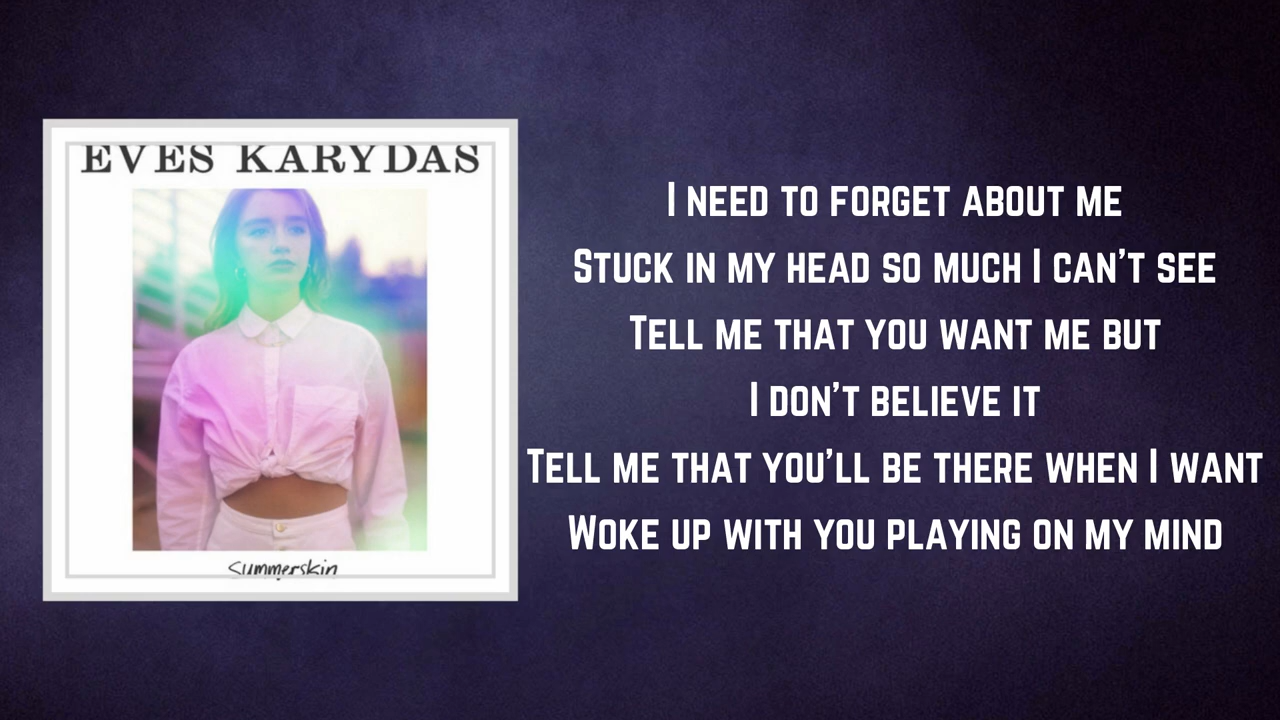 EVES KARYDAS
summerskin
I NEED TO FORGET ABOUT ME
STUCK IN MY HEAD SO MUCH I CAN'T SEE
TELL ME THAT YOU WANT ME BUT
I DON'T BELIEVE IT
TELL ME THAT YOU'LL BE THERE WHEN I WANT
WOKE UP WITH YOU PLAYING ON MY MIND